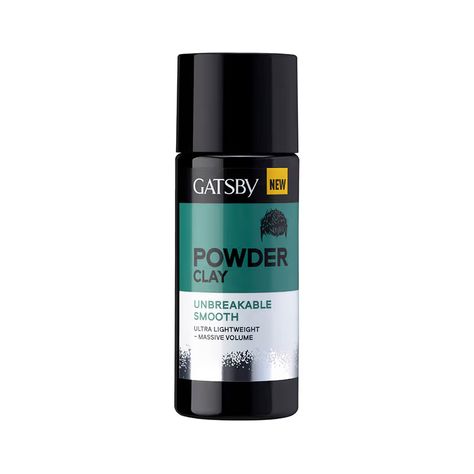 GATSBY NEW
POWDER
CLAY
UNBREAKABLE
SMOOTH
ULTRA LIGHTWEIGHT
– MASSIVE VOLUME